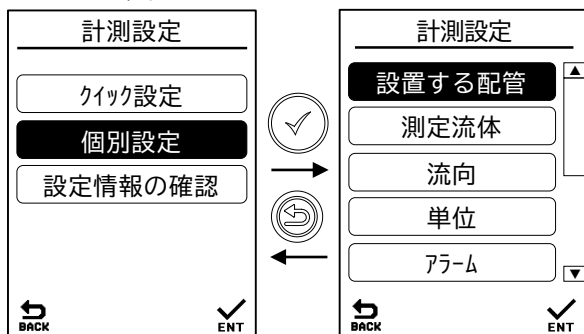 計測設定
ｸｲｯｸ設定
個別設定
設定情報の確認
BACK
ENT
計測設定
設置する配管
測定流体
流向
単位
ｱﾗｰﾑ
BACK
ENT